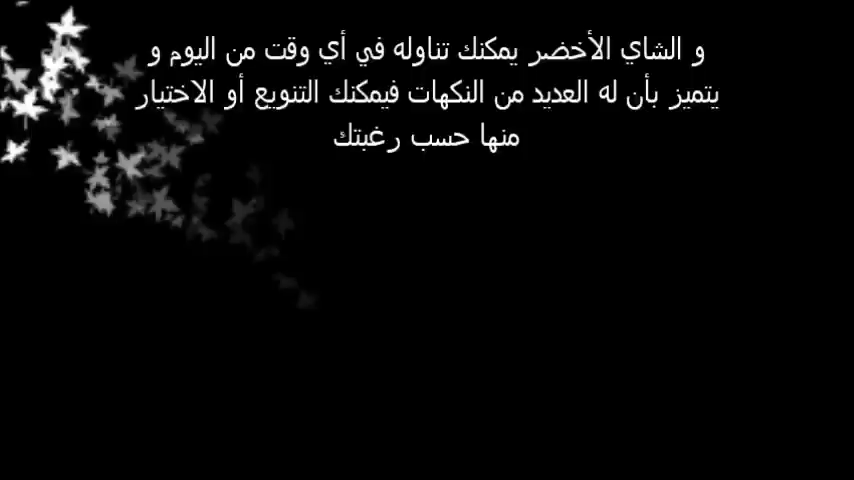 و الشاي الأخضر يمكنك تناوله في أي وقت من اليوم و
يتميز بأن له العديد من النكهات فيمكنك التنويع أو الاختيار
منها حسب رغبتك